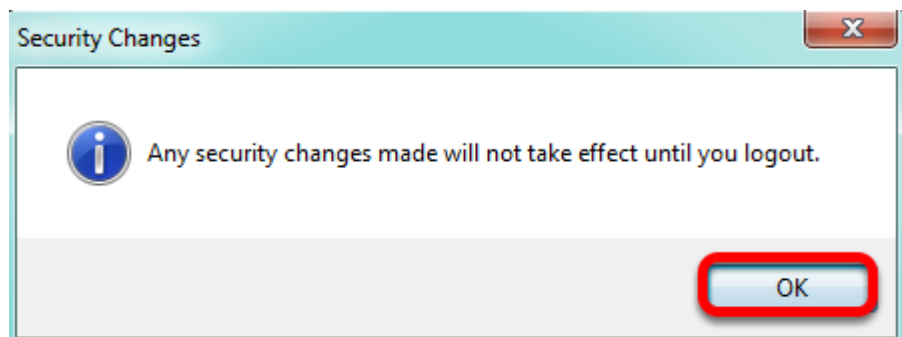 Security Changes
Any security changes made will not take effect until you logout.
OK